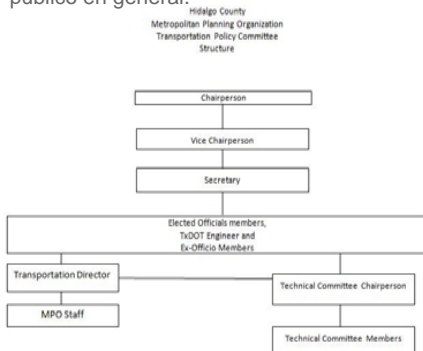 público en general.
Hidalgo County
Metropolitan Planning Organization
Transportation Policy Committee
Structure
Chairperson
Vice Chairperson
Secretary
Elected Officials members,
TxDOT Engineer and
Ex-Officio Members
Transportation Director
Technical Committee Chairperson
MPO Staff
Technical Committee Members